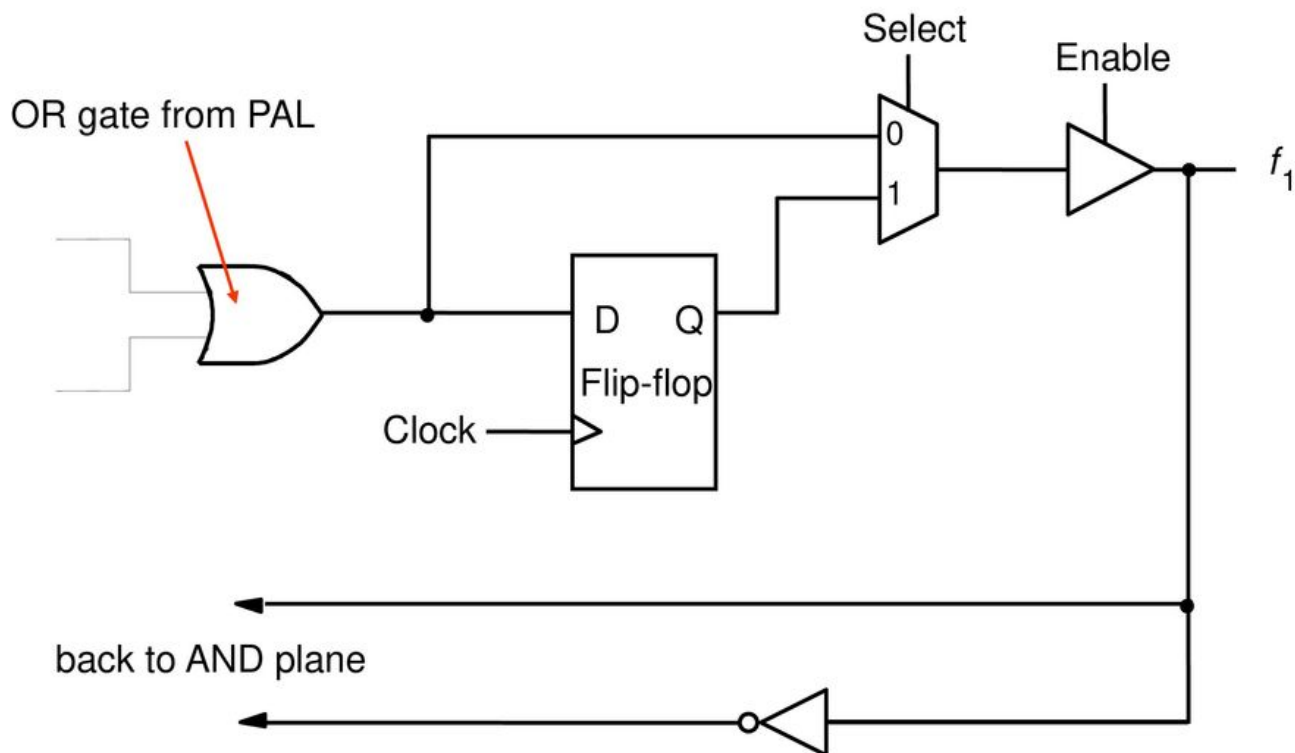 Select
Enable
OR gate from PAL
0
f1
1
D Q
Flip-flop
Clock
back to AND plane